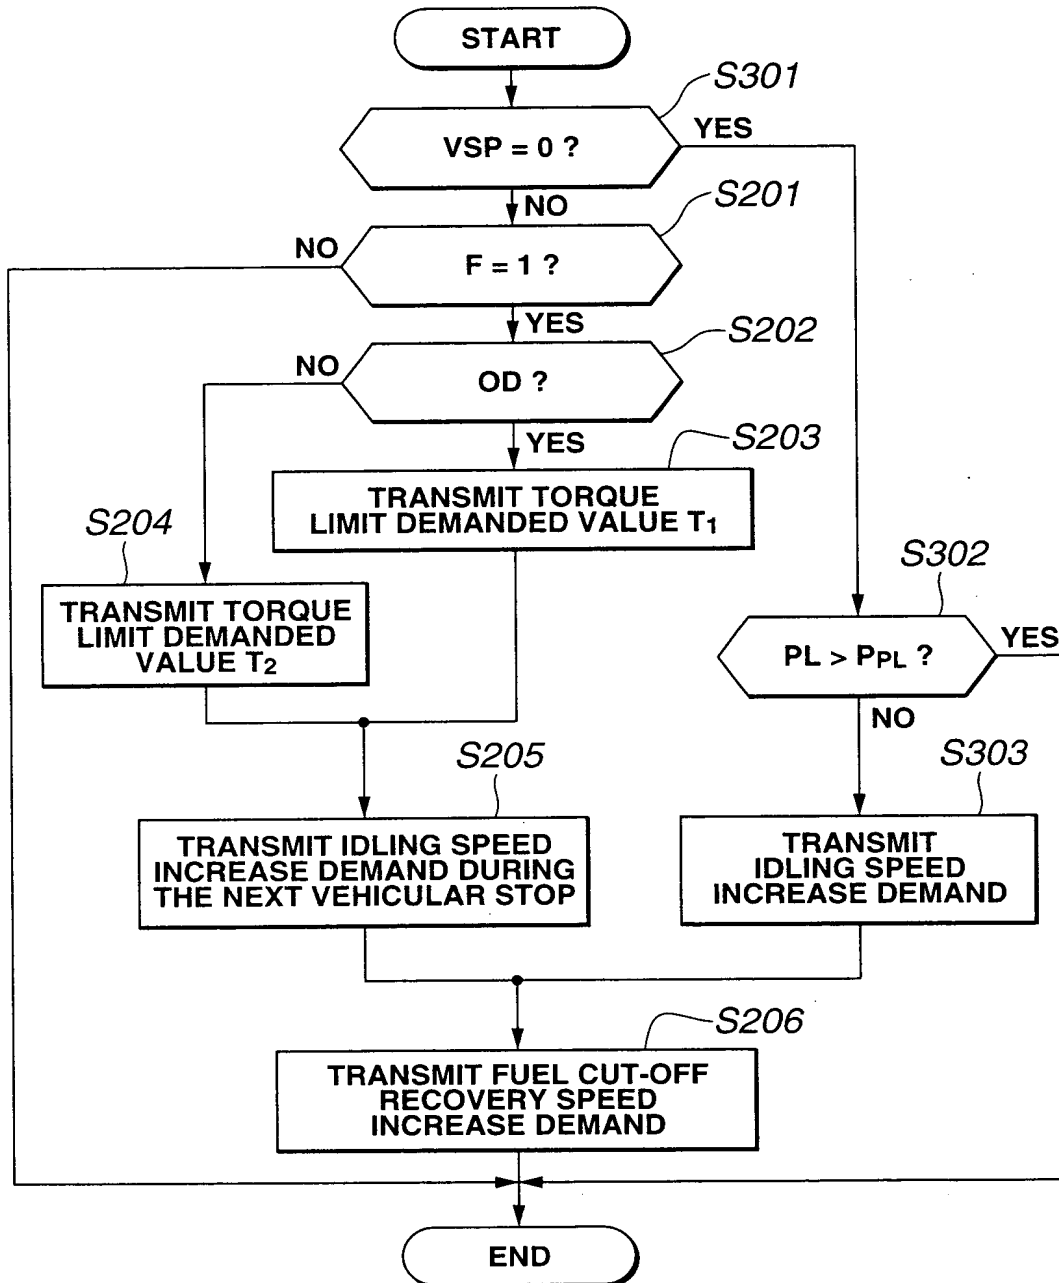 START
S301
VSP = 0 ?
YES
NO
S201
NO
F = 1 ?
YES
S202
NO
OD ?
YES
S203
TRANSMIT TORQUE
LIMIT DEMANDED VALUE T1
S204
TRANSMIT TORQUE
LIMIT DEMANDED
VALUE T2
S302
PL > PPL ?
YES
NO
S205
TRANSMIT IDLING SPEED
INCREASE DEMAND DURING
THE NEXT VEHICULAR STOP
S303
TRANSMIT
IDLING SPEED
INCREASE DEMAND
S206
TRANSMIT FUEL CUT-OFF
RECOVERY SPEED
INCREASE DEMAND
END